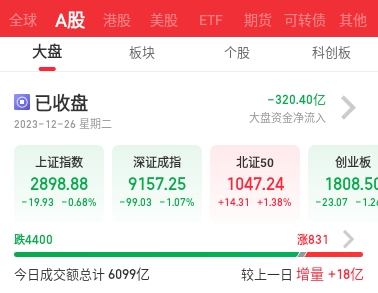 全球 A股 港股 美股 ETF 期货 可转债 其他
大盘 板块 个股 科创板
已收盘 -320.40亿
2023-12-26 星期二 大盘资金净流入
上证指数 深证成指 北证50 创业板
2898.88 9157.25 1047.24 1808.50
-19.93 -0.68% -99.03 -1.07% +14.31 +1.38% -23.07
跌4400 涨831
今日成交额总计 6099亿 较上一日 增量 +18亿